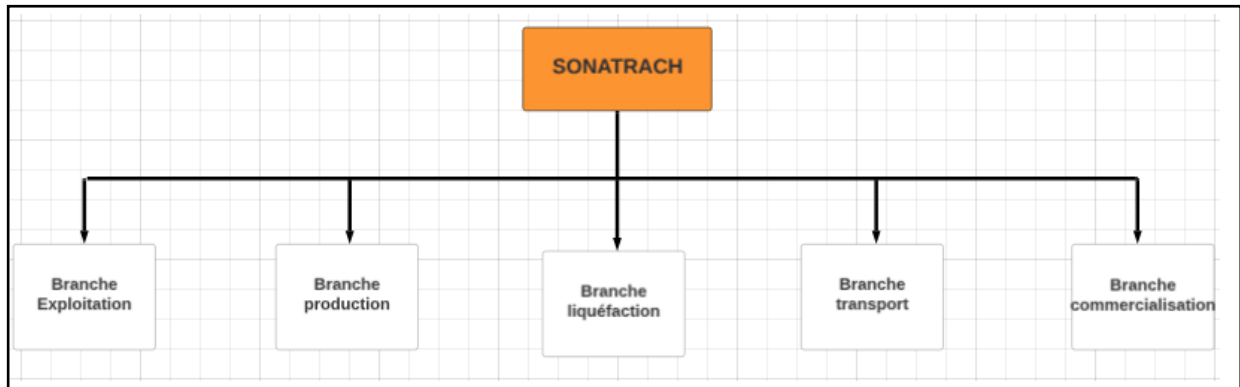 SONATRACH
Branche
Exploitation
Branche
production
Branche
liquéfaction
Branche
transport
Branche
commercialisation